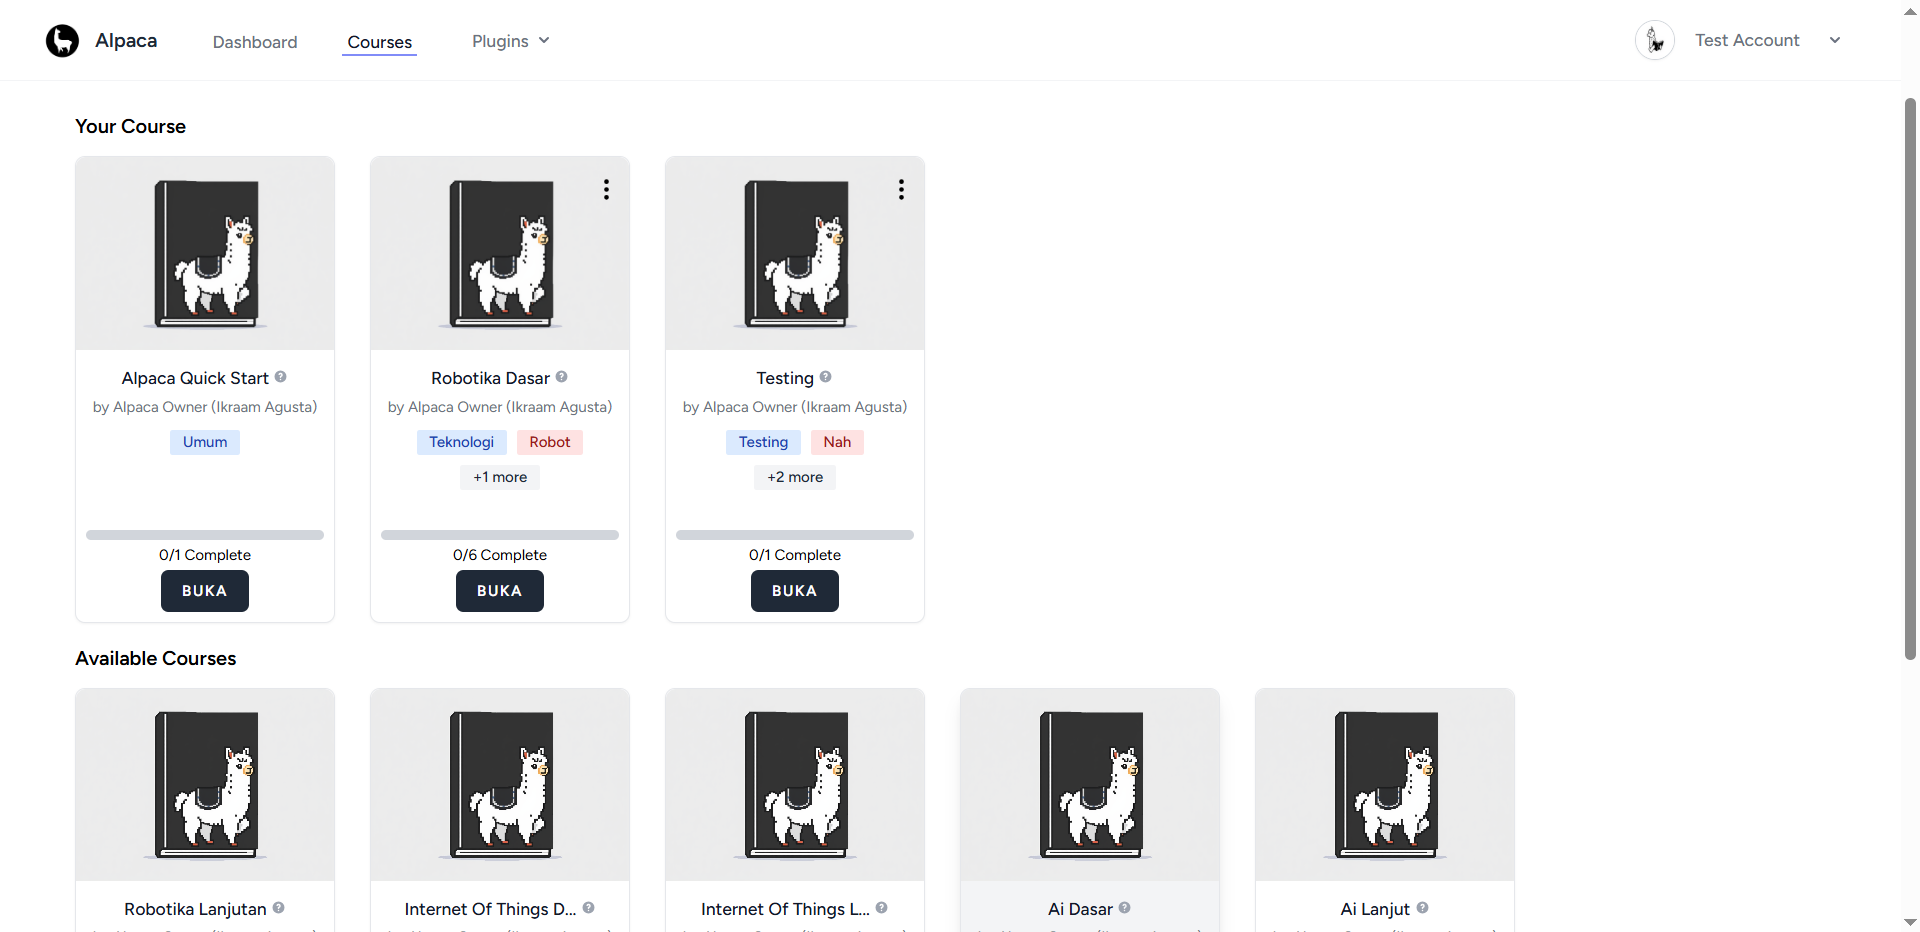 Alpaca Dashboard Courses Plugins Test Account
Your Course
Alpaca Quick Start Robotika Dasar Testing
by Alpaca Owner (Ikraam Agusta) by Alpaca Owner (Ikraam Agusta) by Alpaca Owner (Ikraam Agusta)
Umum Teknologi Robot Testing Nah
+1 more +2 more
0/1 Complete 0/6 Complete 0/1 Complete
BUKA BUKA BUKA
Available Courses
Robotika Lanjutan Internet Of Things D... Internet Of Things L... Ai Dasar Ai Lanjut